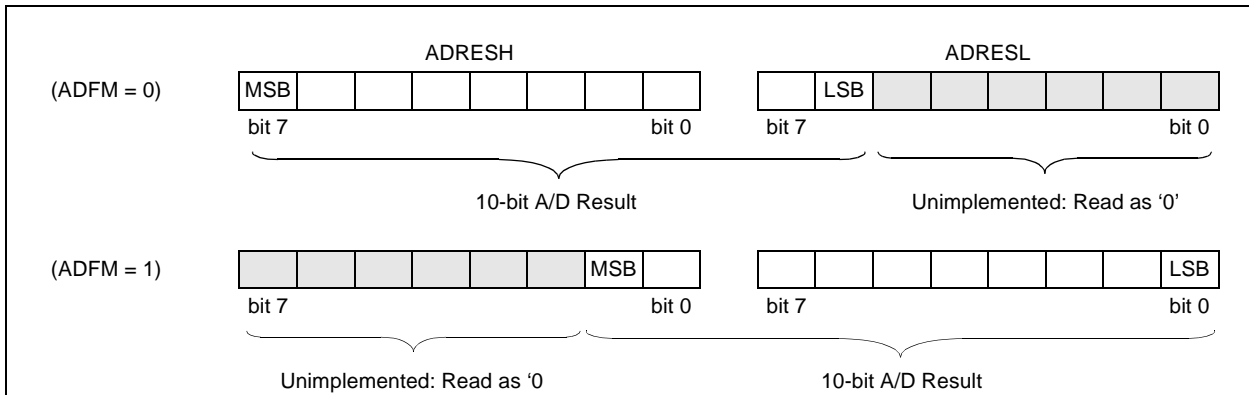 ADRESH ADRESL
(ADFM = 0) MSB LSB
bit 7 bit 0 bit 7 bit 0
10-bit A/D Result Unimplemented: Read as ‘0’
(ADFM = 1) MSB LSB
bit 7 bit 0 bit 7 bit 0
Unimplemented: Read as ‘0 10-bit A/D Result